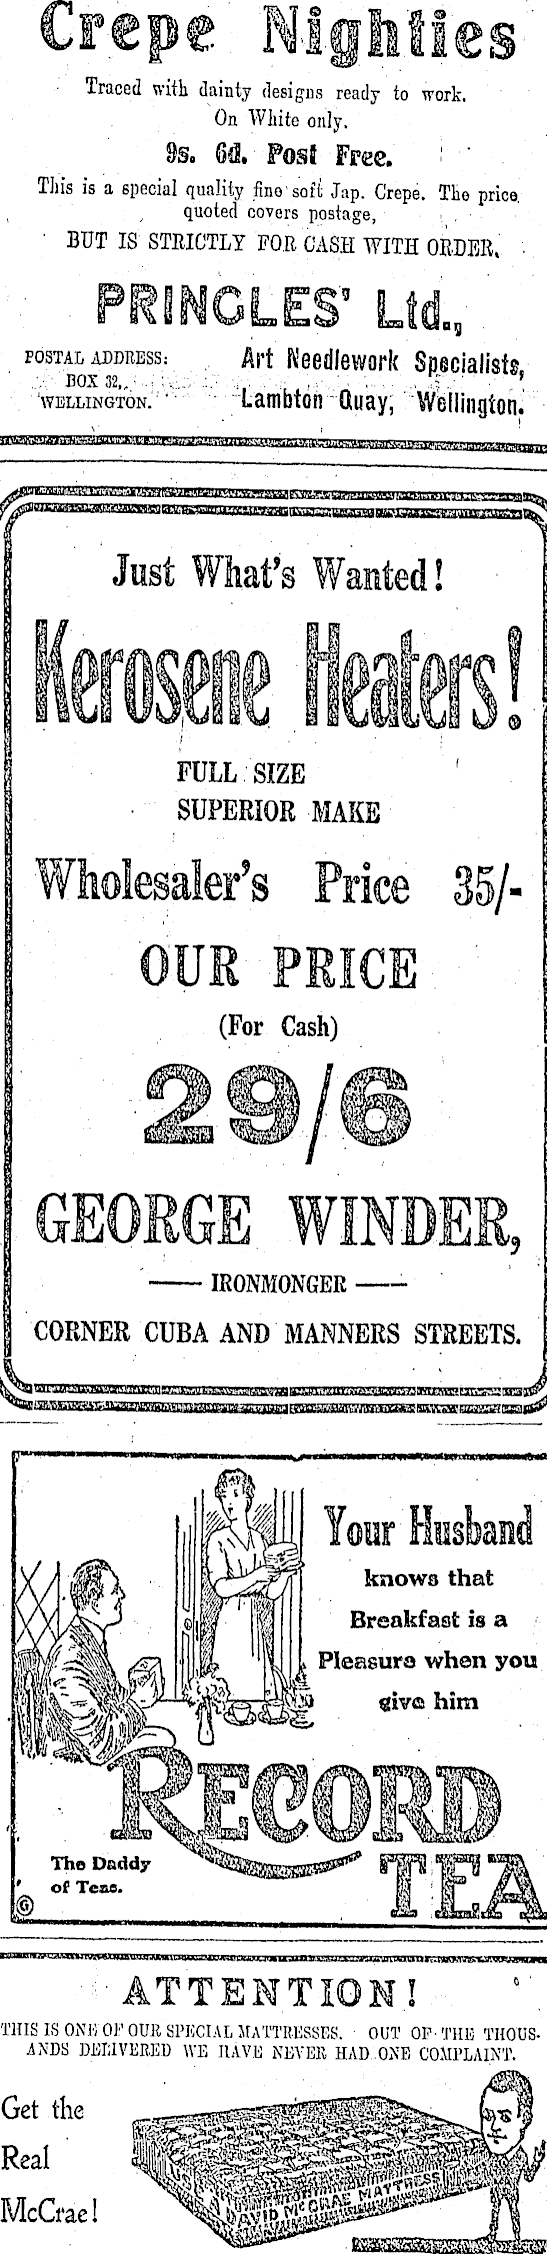 Crepe Nighties
Traced with dainty designs ready to work.
On White only.
9s. 6d. Post Free.
This is a special quality fine soft Jap. Crepe. The price
quoted covers postage,
BUT IS STRICTLY FOR CASH WITH ORDER.
PRINGLES' Ltd.,
POSTAL ADDRESS:
BOX 32,
WELLINGTON.
Art Needlework Specialists,
Lambton Quay, Wellington.
Just What's Wanted!
Kerosene Heaters!
FULL SIZE
SUPERIOR MAKE
Wholesaler's Price 35/-
OUR PRICE
(For Cash)
29/6
GEORGE WINDER,
IRONMONGER
CORNER CUBA AND MANNERS STREETS.
Your Husband
knows that
Breakfast is a
Pleasure when you
give him
RECORD
TEA
The Daddy
of Teas.
G
ATTENTION!
THIS IS ONE OF OUR SPECIAL MATTRESSES. OUT OF THE THOUS-
ANDS DELIVERED WE HAVE NEVER HAD ONE COMPLAINT.
Get the
Real
McCrae!
USE A DAVID McCRAE MATTRESS